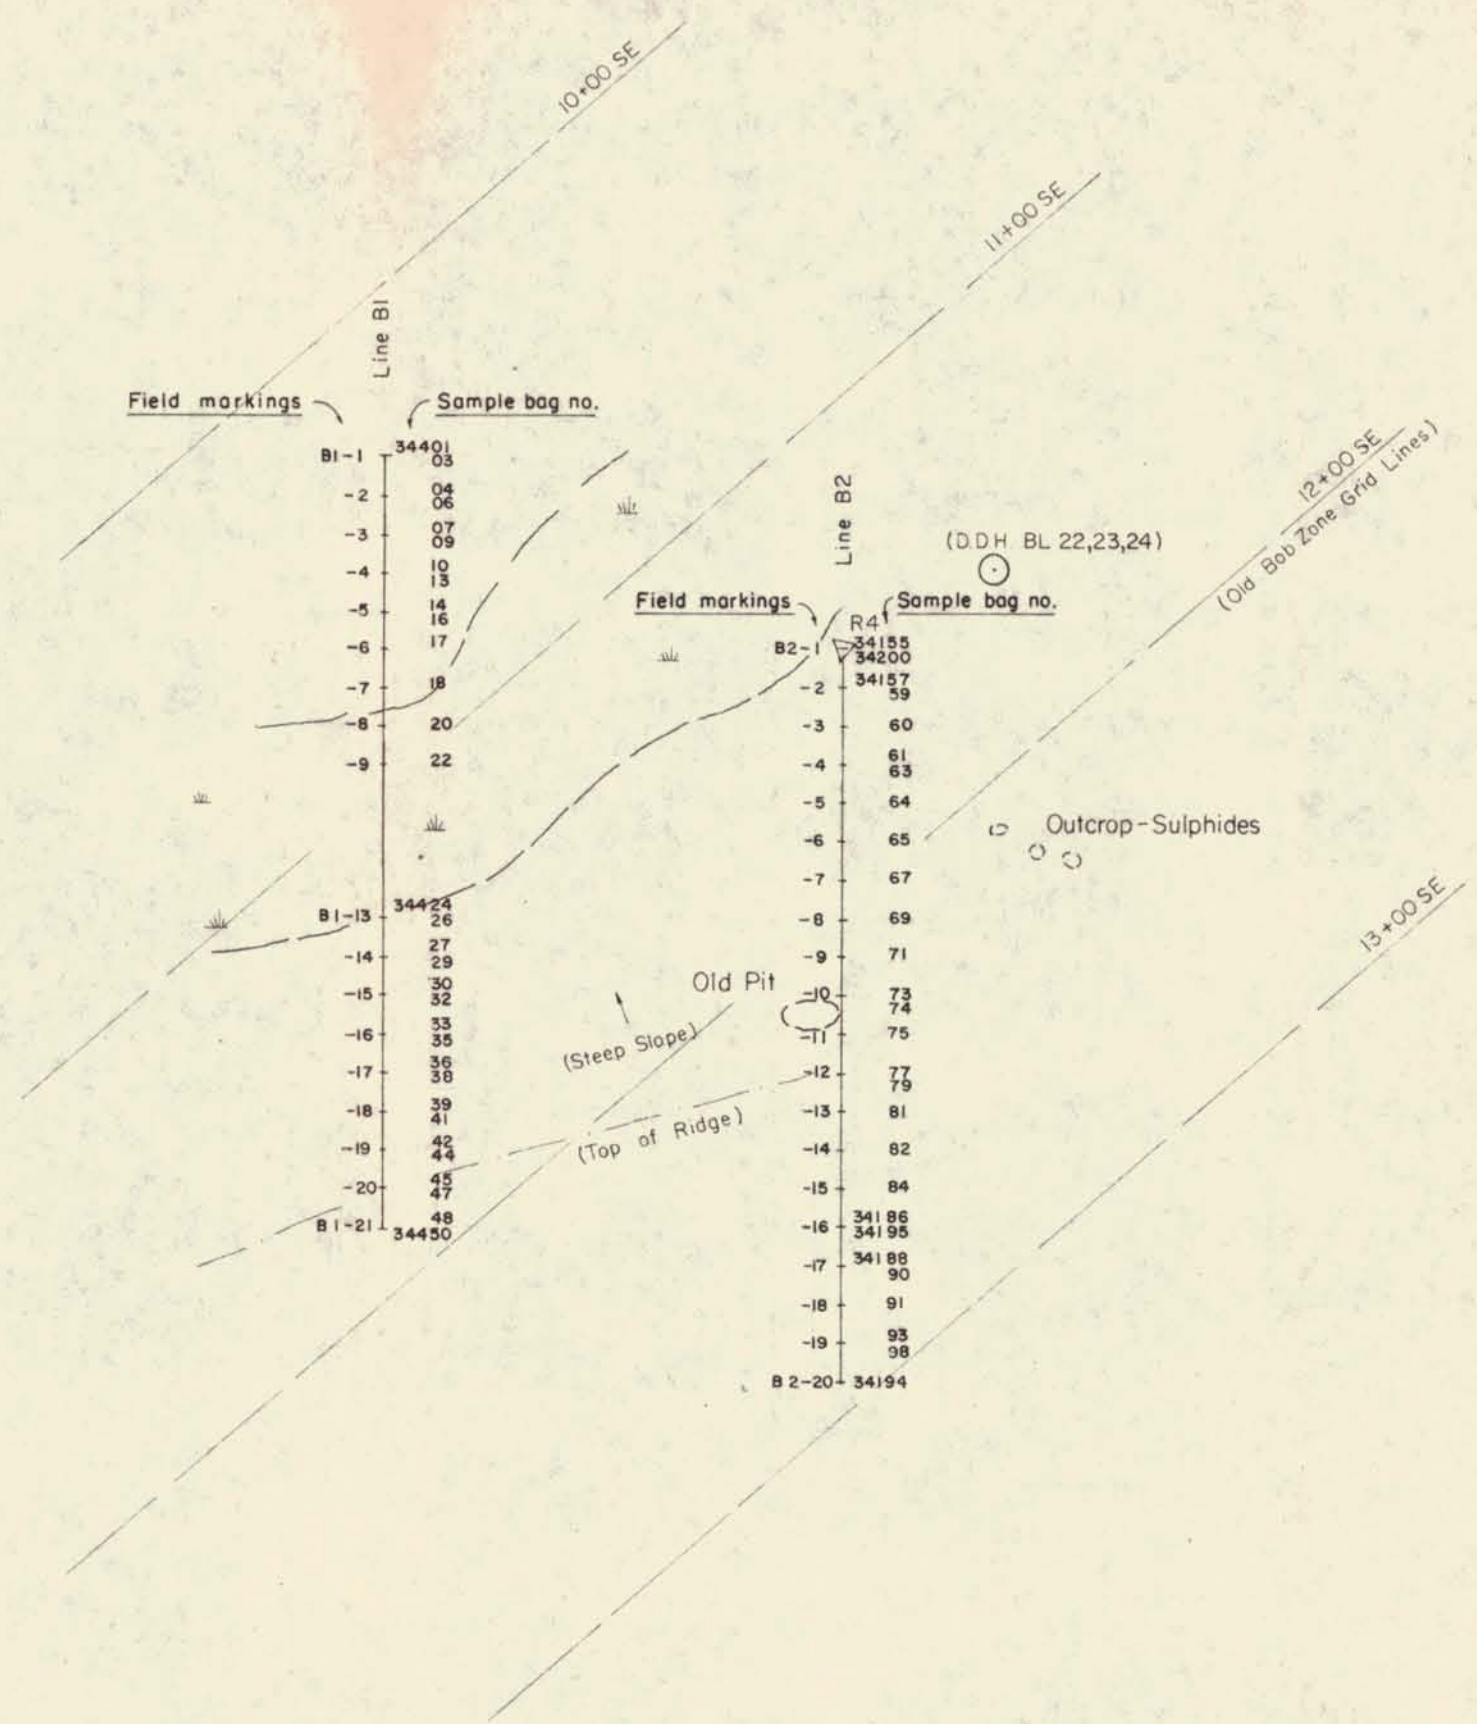 10+00 SE
11+00 SE
12+00 SE
(Old Bob Zone Grid Lines)
13+00 SE
Line B1
Field markings
Sample bag no.
B1-1 34401
03
-2 04
06
-3 07
09
-4 10
13
-5 14
16
-6 17
-7 18
-8 20
-9 22
B1-13 34424
26
-14 27
29
-15 30
32
-16 33
35
-17 36
38
-18 39
41
-19 42
44
-20 45
47
B1-21 48
34450
Line B2
(D.D.H. BL 22,23,24)
Field markings
Sample bag no.
R4
B2-1 34155
34200
-2 34157
59
-3 60
-4 61
63
-5 64
-6 65
-7 67
-8 69
-9 71
-10 73
74
-11 75
-12 77
79
-13 81
-14 82
-15 84
-16 34186
34195
-17 34188
90
-18 91
-19 93
98
B2-20 34194
Outcrop-Sulphides
Old Pit
(Steep Slope)
(Top of Ridge)